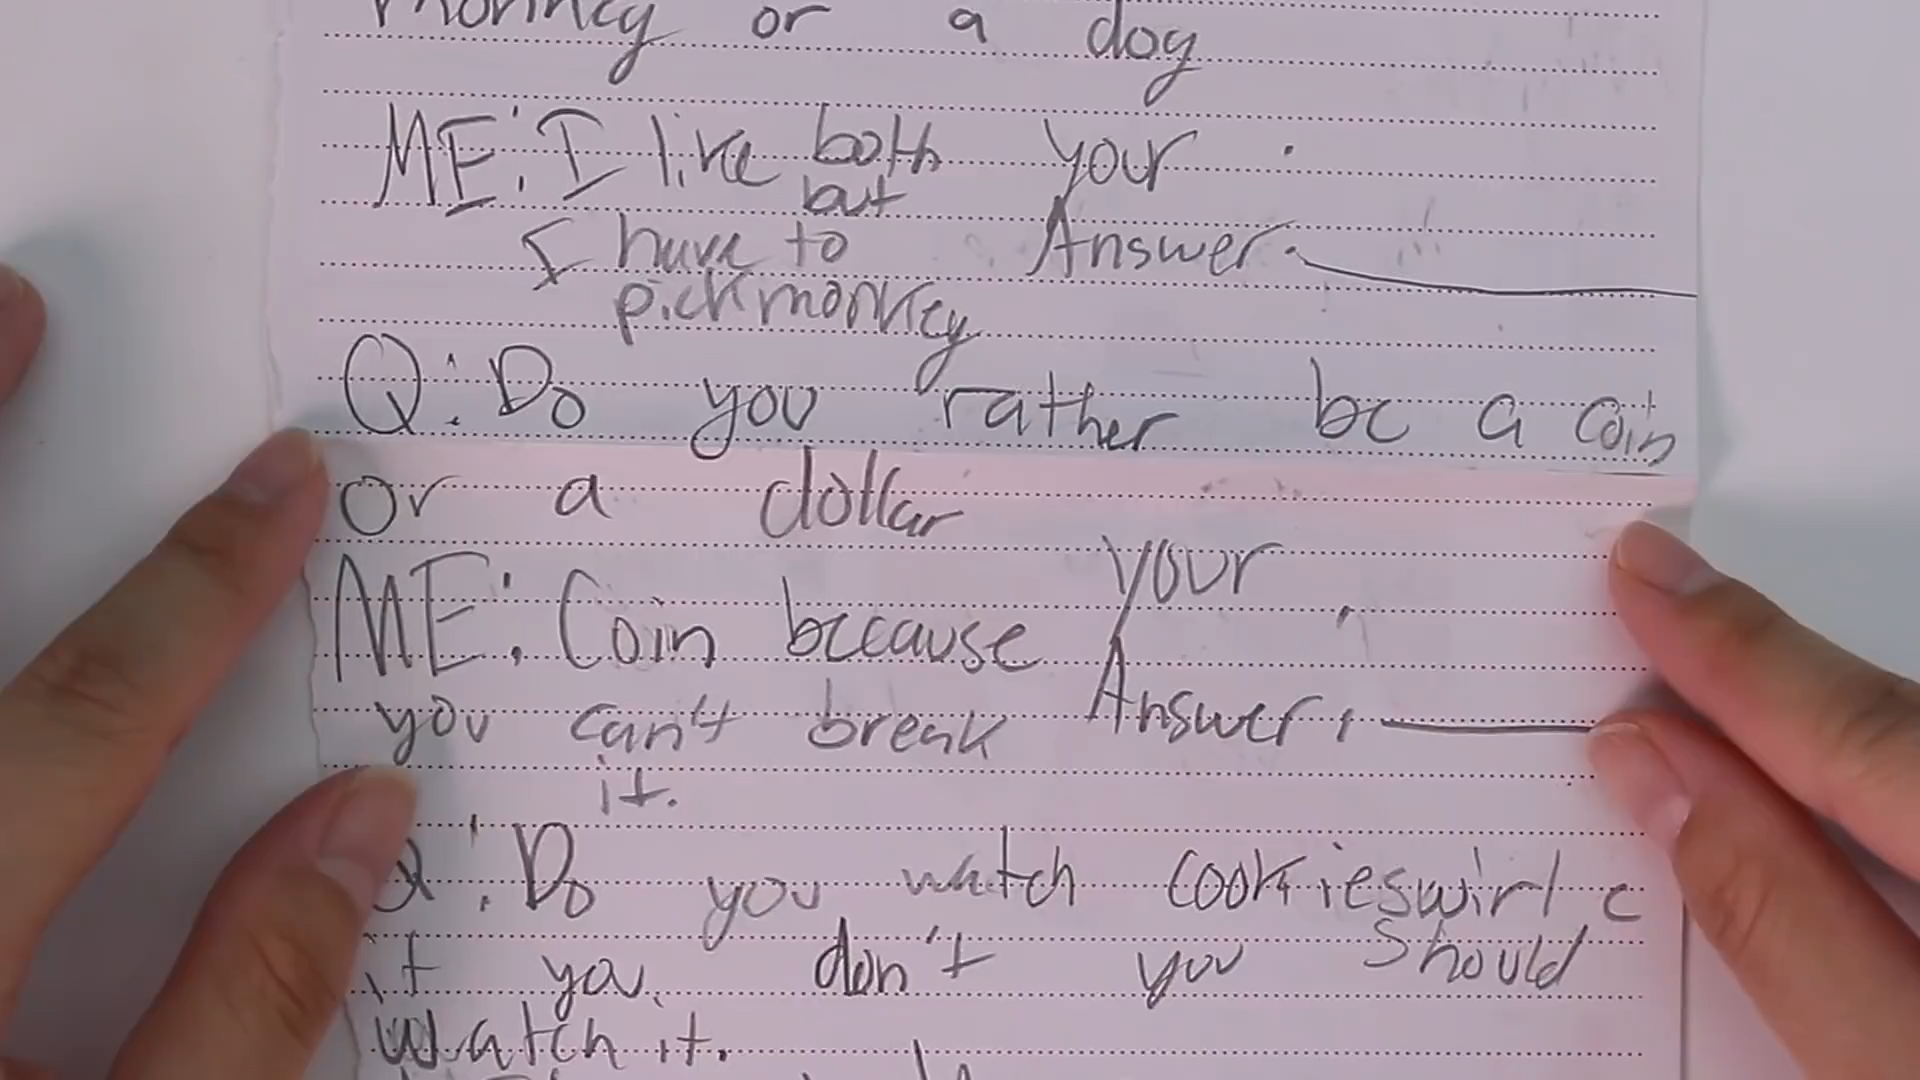 monkey or a dog
ME: I like both your :
but
I have to Answer.
pick monkey
Q: Do you rather be a coin
or a dollar
your
ME: Coin because
you can't break Answer:
it.
Q: Do you watch cookieswirl c
if you don't you should
watch it.